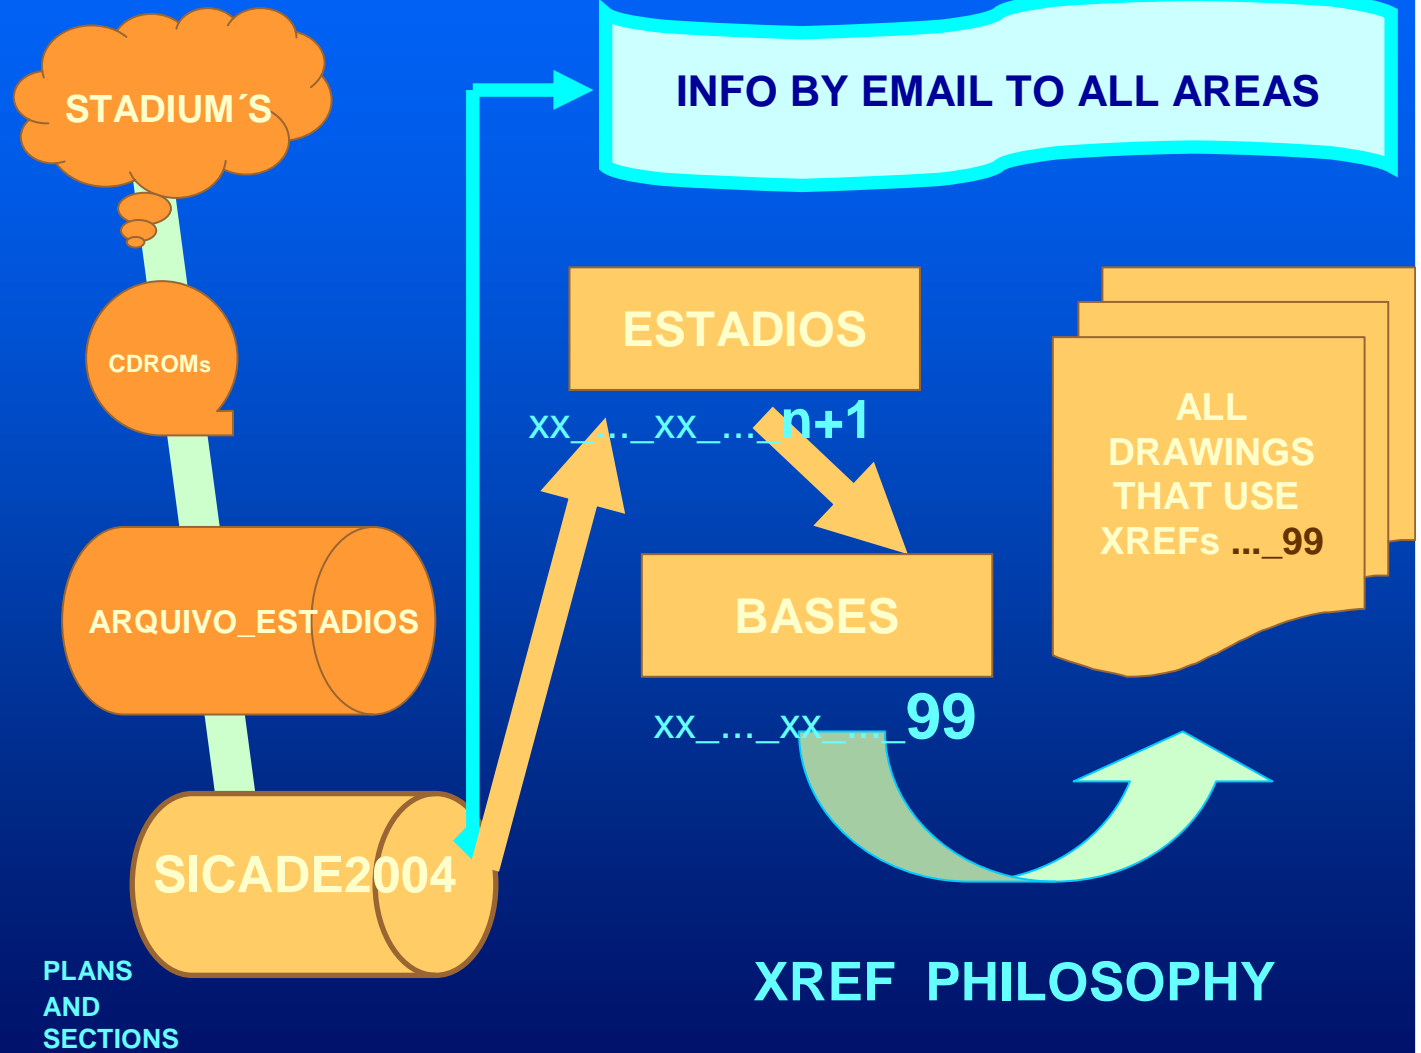 STADIUM´S
INFO BY EMAIL TO ALL AREAS
CDROMs
ESTADIOS
xx_..._xx_..._n+1
ALL
DRAWINGS
THAT USE
XREFs ..._99
ARQUIVO_ESTADIOS
BASES
xx_..._xx_..._99
SICADE2004
PLANS
AND
SECTIONS
XREF PHILOSOPHY